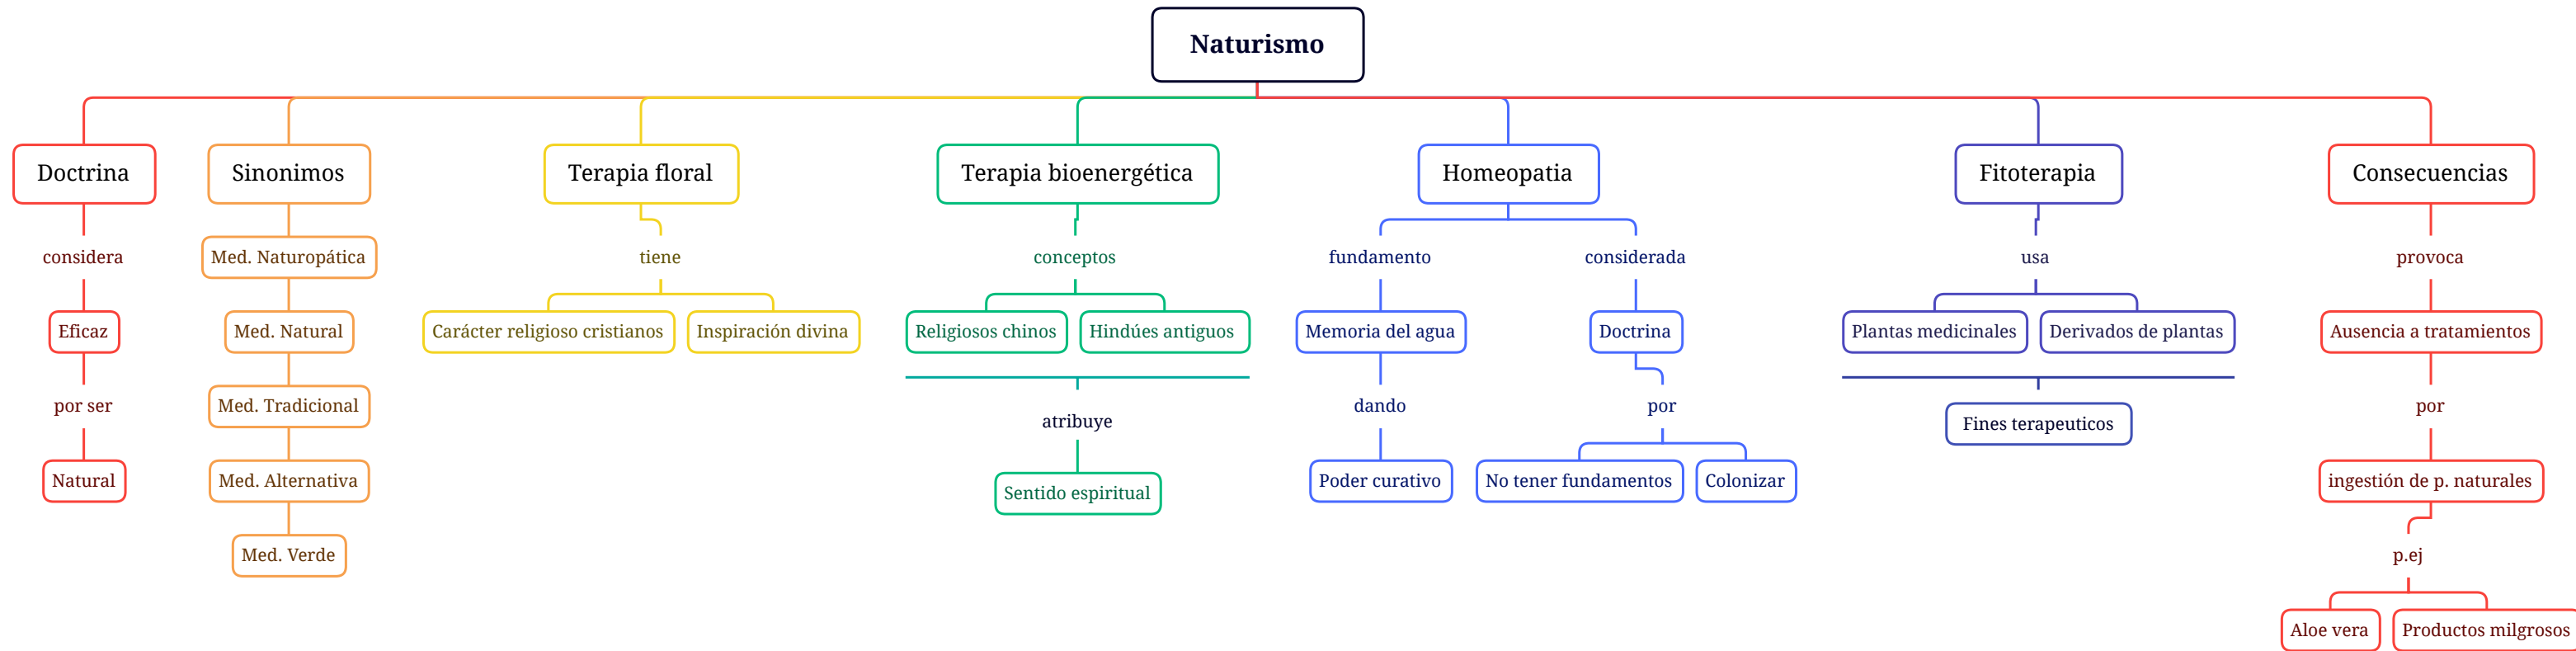 Naturismo
Doctrina
considera
Eficaz
por ser
Natural
Sinonimos
Med. Naturopática
Med. Natural
Med. Tradicional
Med. Alternativa
Med. Verde
Terapia floral
tiene
Carácter religioso cristianos
Inspiración divina
Terapia bioenergética
conceptos
Religiosos chinos
Hindúes antiguos
atribuye
Sentido espiritual
Homeopatia
fundamento
Memoria del agua
dando
Poder curativo
considerada
Doctrina
por
No tener fundamentos
Colonizar
Fitoterapia
usa
Plantas medicinales
Derivados de plantas
Fines terapeuticos
Consecuencias
provoca
Ausencia a tratamientos
por
ingestión de p. naturales
p.ej
Aloe vera
Productos milgrosos